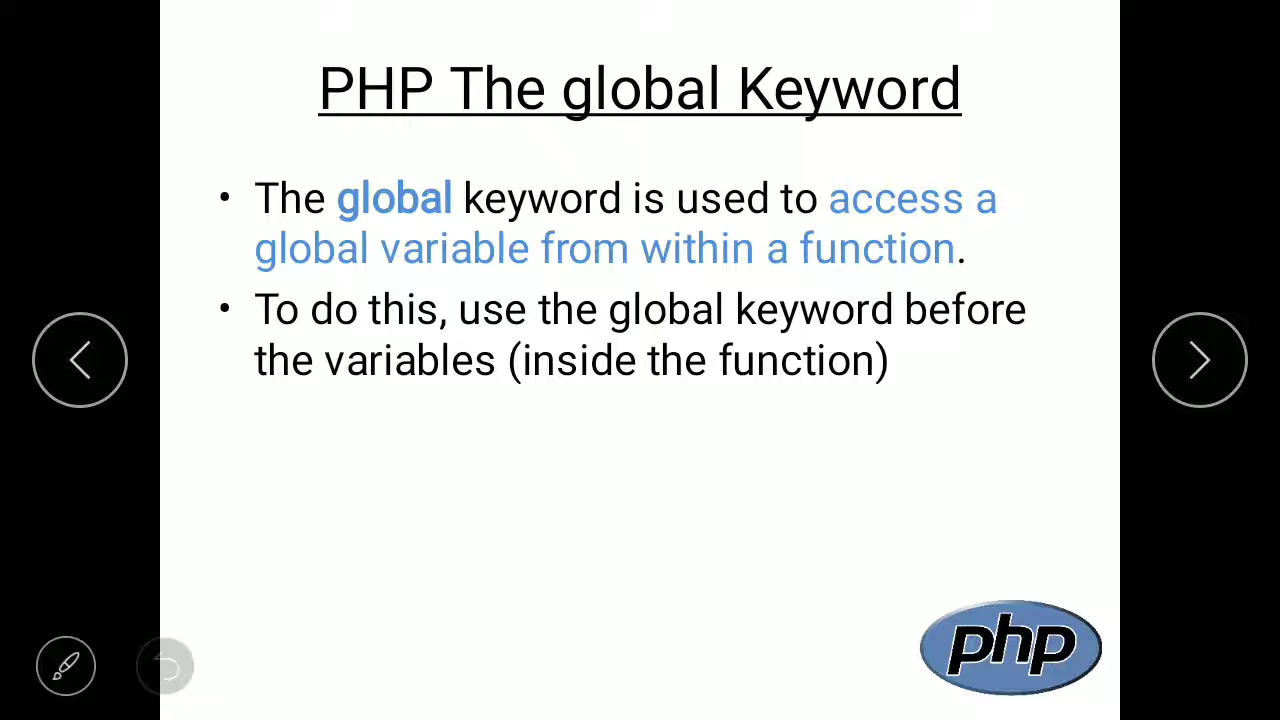 PHP The global Keyword
• The global keyword is used to access a
global variable from within a function.
• To do this, use the global keyword before
the variables (inside the function)
php